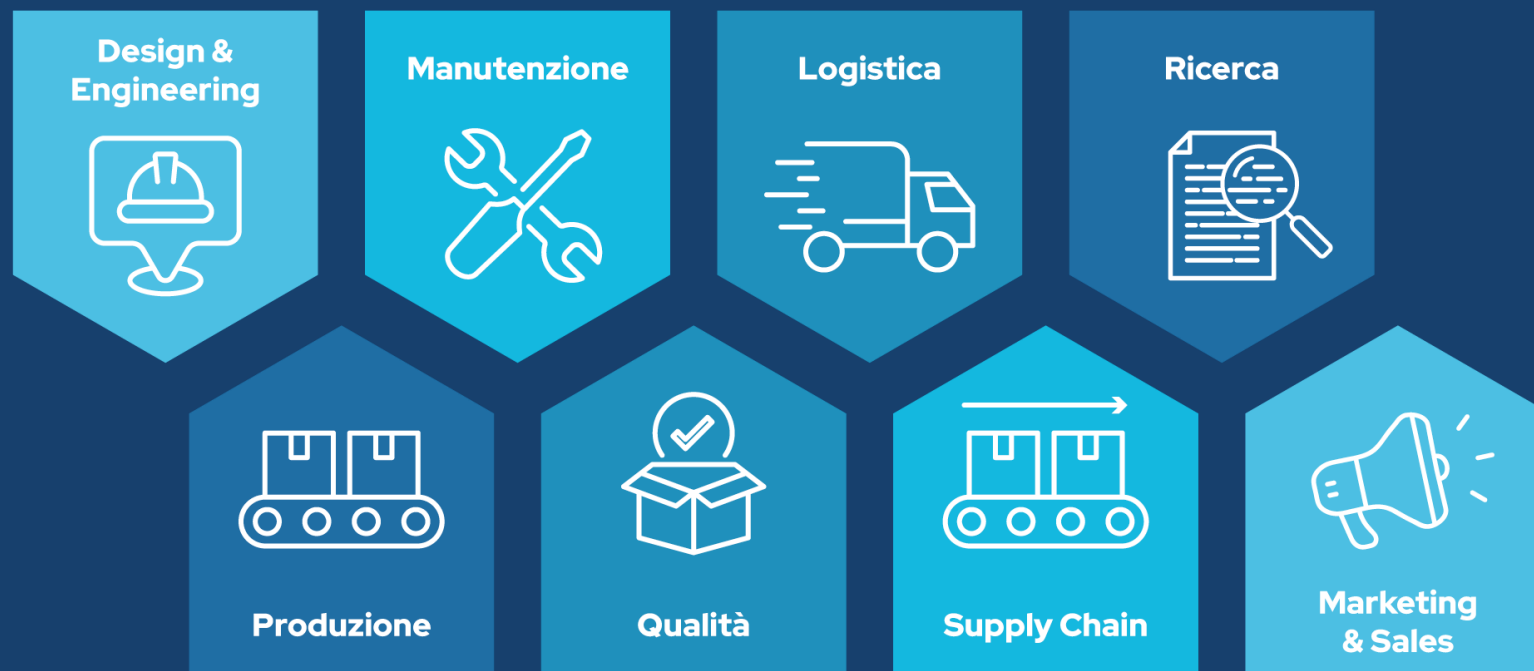 Design &
Engineering
Manutenzione
Logistica
Ricerca
Produzione
Qualità
Supply Chain
Marketing
& Sales